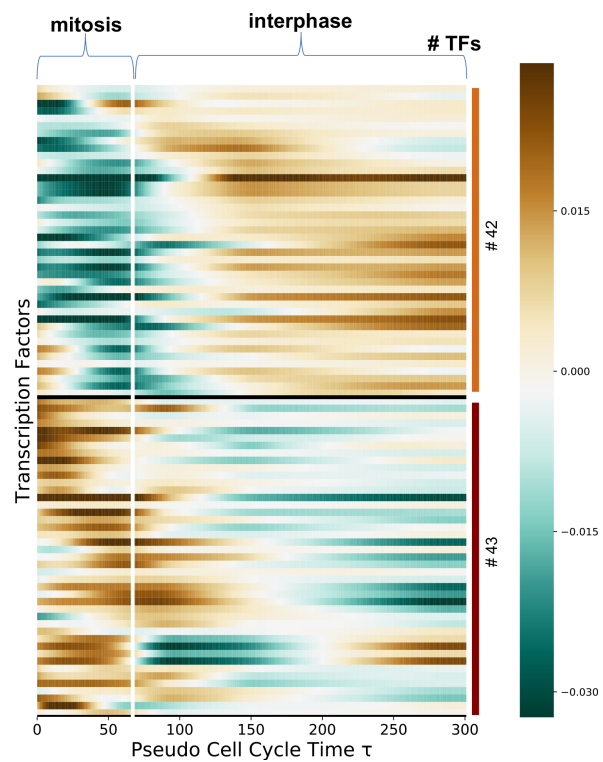 mitosis
interphase
# TFs
Transcription Factors
# 42
# 43
0
50
100
150
200
250
300
Pseudo Cell Cycle Time τ
0.015
0.000
−0.015
−0.030